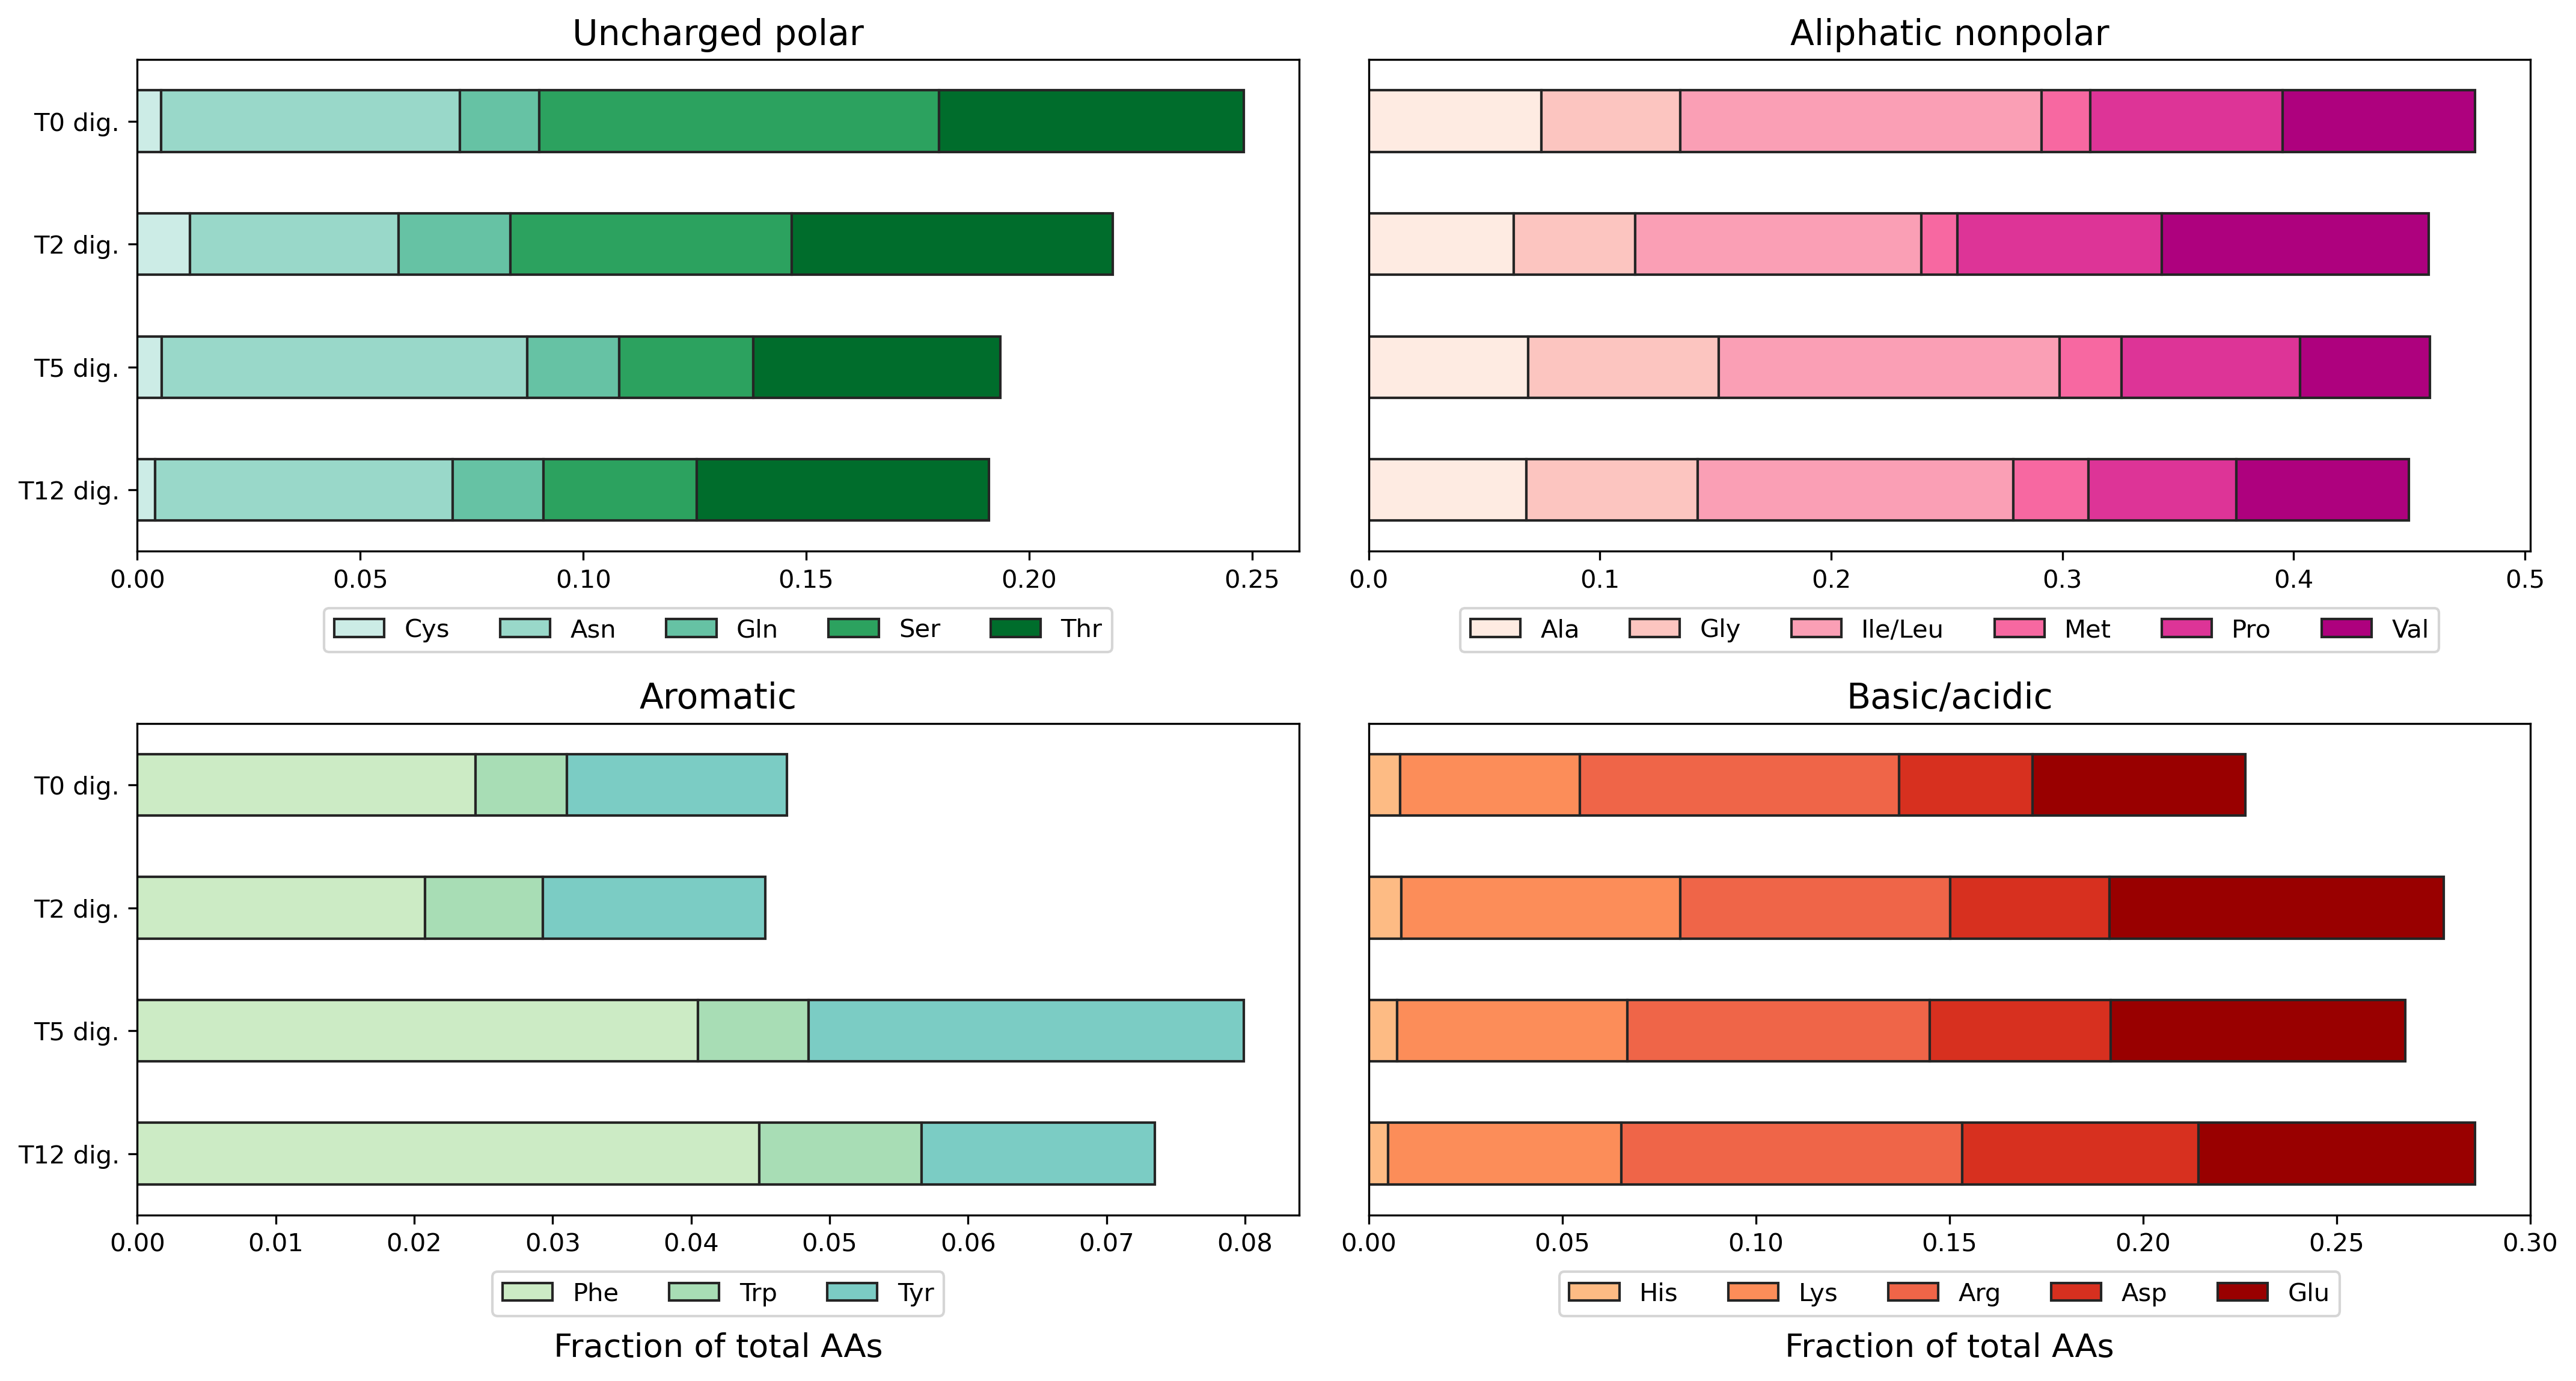 Uncharged polar
T0 dig.
T2 dig.
T5 dig.
T12 dig.
0.00 0.05 0.10 0.15 0.20 0.25
Cys Asn Gln Ser Thr
Aliphatic nonpolar
0.0 0.1 0.2 0.3 0.4 0.5
Ala Gly Ile/Leu Met Pro Val
Aromatic
T0 dig.
T2 dig.
T5 dig.
T12 dig.
0.00 0.01 0.02 0.03 0.04 0.05 0.06 0.07 0.08
Phe Trp Tyr
Fraction of total AAs
Basic/acidic
0.00 0.05 0.10 0.15 0.20 0.25 0.30
His Lys Arg Asp Glu
Fraction of total AAs